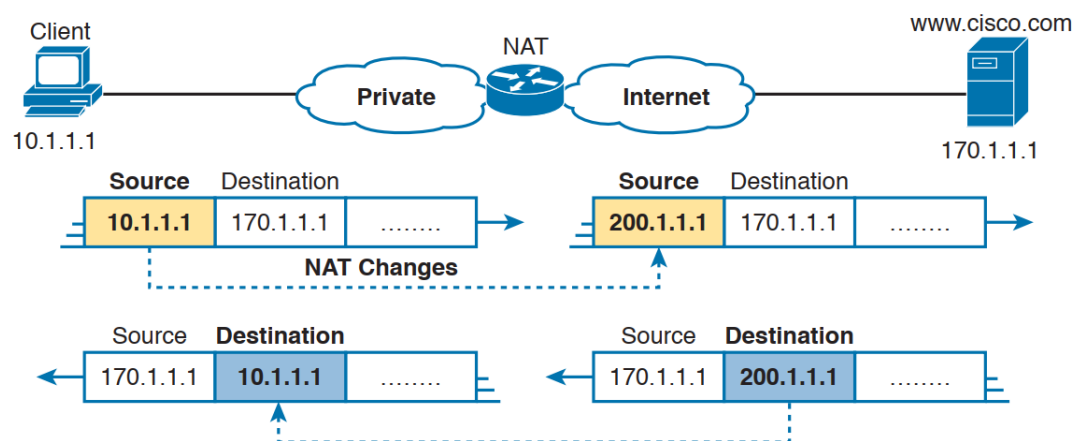 Client
NAT
www.cisco.com
Private
Internet
10.1.1.1
170.1.1.1
Source Destination
Source Destination
10.1.1.1 170.1.1.1 ........
200.1.1.1 170.1.1.1 ........
NAT Changes
Source Destination
Source Destination
170.1.1.1 10.1.1.1 ........
170.1.1.1 200.1.1.1 ........